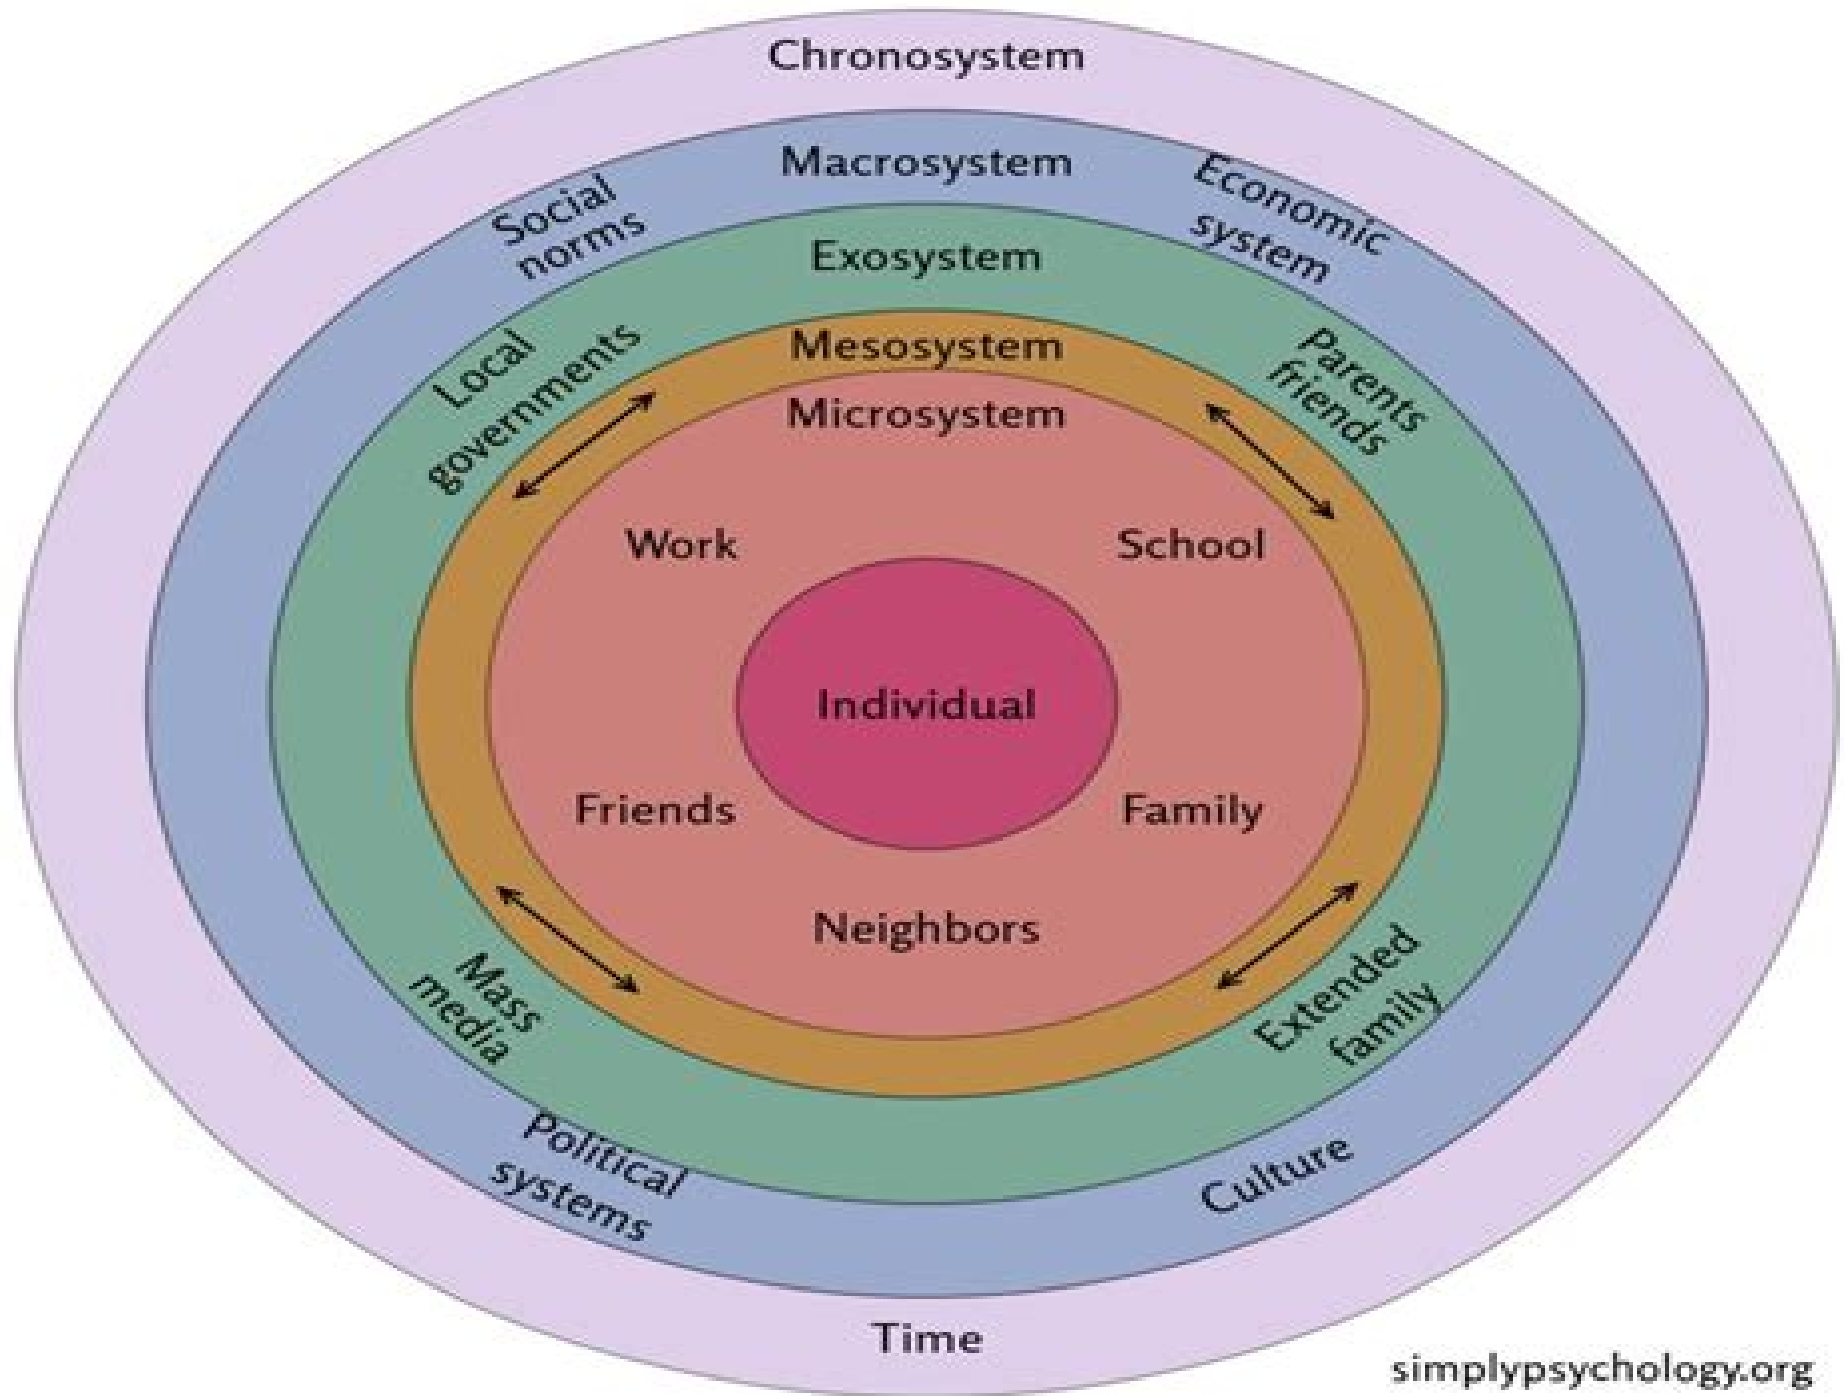 Chronosystem
Macrosystem
Social
norms
Economic
system
Exosystem
Local
governments
Parents
friends
Mesosystem
Microsystem
Work
School
Individual
Friends
Family
Neighbors
Mass
media
Extended
family
Political
systems
Culture
Time
simplypsychology.org